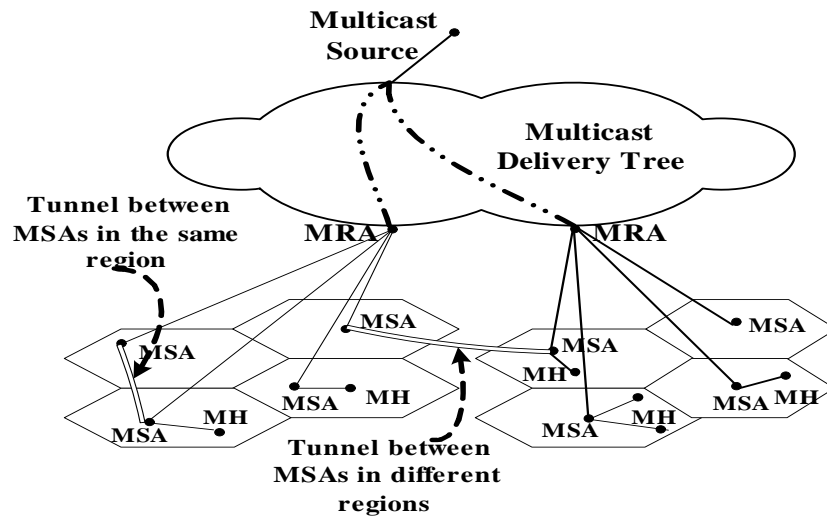 Multicast
Source
Multicast
Delivery Tree
Tunnel between
MSAs in the same
region
MRA
MRA
MSA
MSA
MSA
MSA
MH
MH
MSA
MH
MSA
MH
MSA
MH
MSA
Tunnel between
MSAs in different
regions